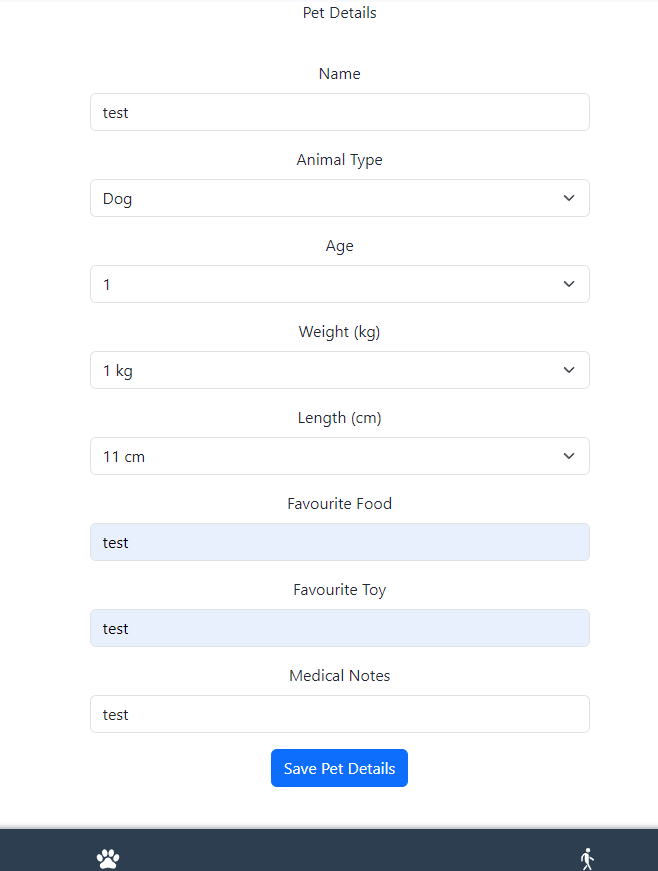 Pet Details
Name
test
Animal Type
Dog
Age
1
Weight (kg)
1 kg
Length (cm)
11 cm
Favourite Food
test
Favourite Toy
test
Medical Notes
test
Save Pet Details